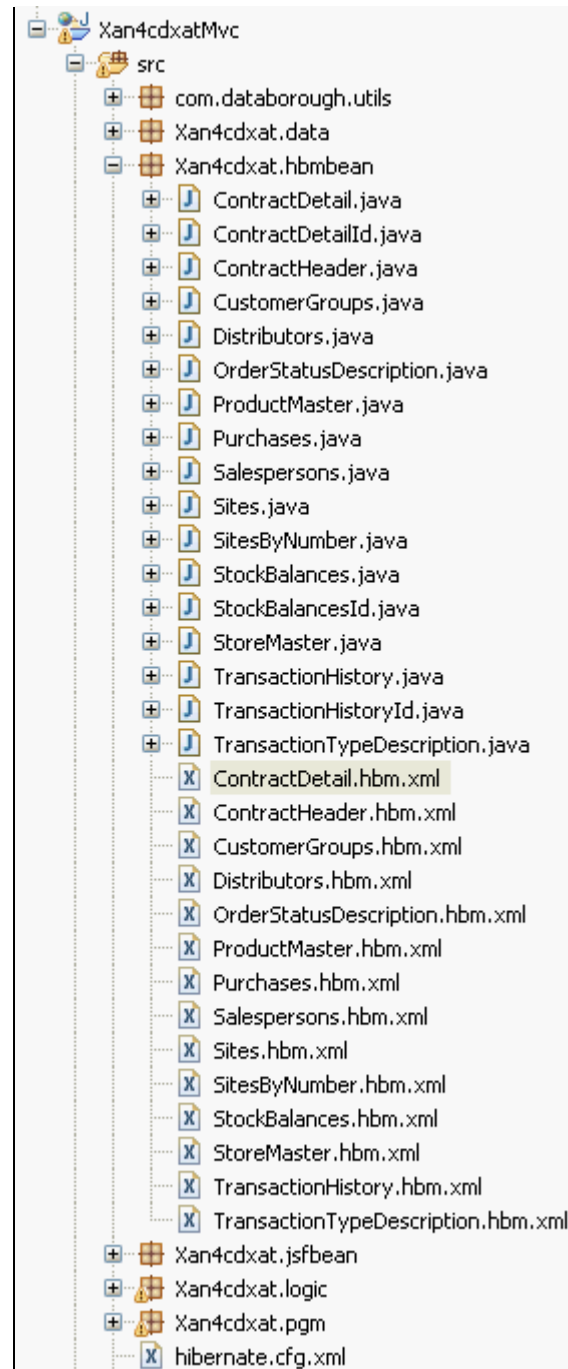 Xan4cdxatMvc
src
com.databorough.utils
Xan4cdxat.data
Xan4cdxat.hbmbean
ContractDetail.java
ContractDetailId.java
ContractHeader.java
CustomerGroups.java
Distributors.java
OrderStatusDescription.java
ProductMaster.java
Purchases.java
Salespersons.java
Sites.java
SitesByNumber.java
StockBalances.java
StockBalancesId.java
StoreMaster.java
TransactionHistory.java
TransactionHistoryId.java
TransactionTypeDescription.java
ContractDetail.hbm.xml
ContractHeader.hbm.xml
CustomerGroups.hbm.xml
Distributors.hbm.xml
OrderStatusDescription.hbm.xml
ProductMaster.hbm.xml
Purchases.hbm.xml
Salespersons.hbm.xml
Sites.hbm.xml
SitesByNumber.hbm.xml
StockBalances.hbm.xml
StoreMaster.hbm.xml
TransactionHistory.hbm.xml
TransactionTypeDescription.hbm.xml
Xan4cdxat.jsfbean
Xan4cdxat.logic
Xan4cdxat.pgm
hibernate.cfg.xml